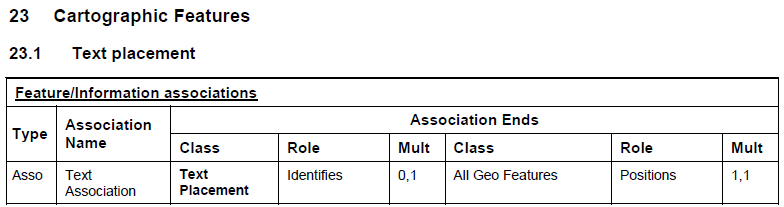 23 Cartographic Features
23.1 Text placement
Feature/Information associations
Type Association Name Association Ends
Class Role Mult Class Role Mult
Asso Text Association Text Placement Identifies 0,1 All Geo Features Positions 1,1